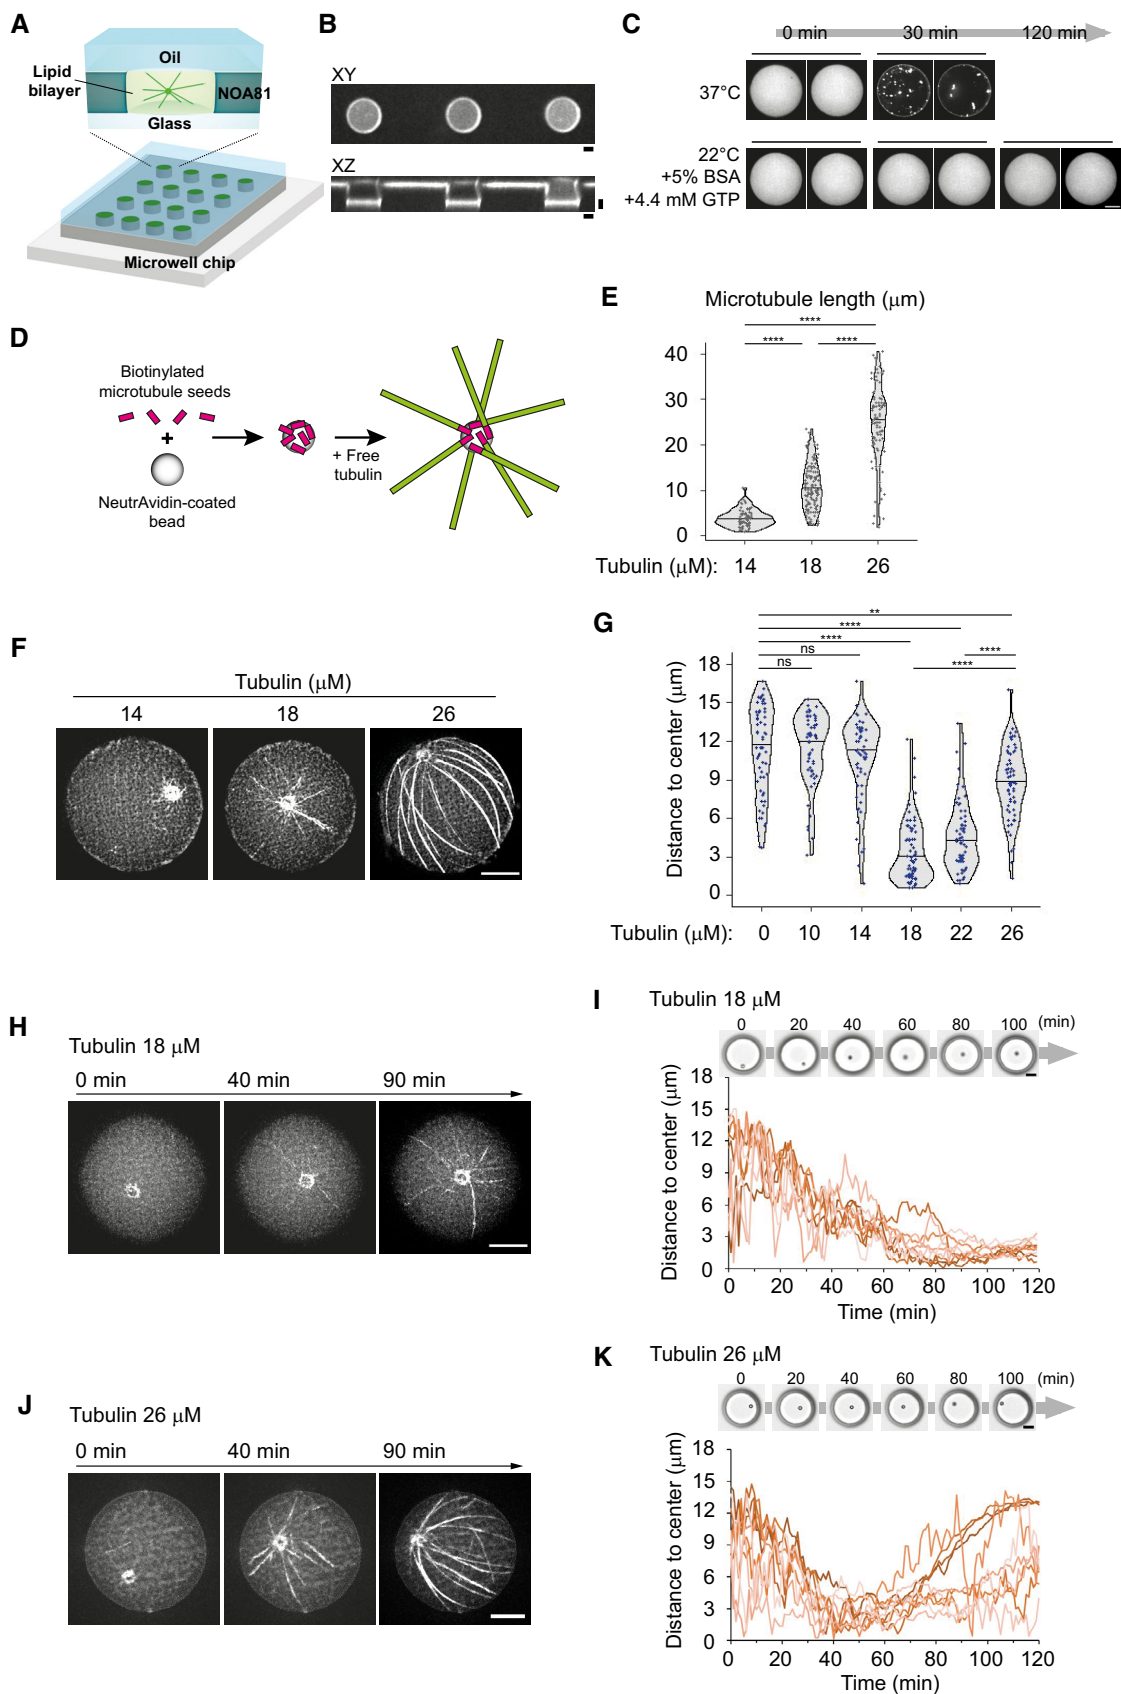 A
Oil
Lipid
bilayer
NOA81
Glass
Microwell chip
B
XY
XZ
C
0 min 30 min 120 min
37°C
22°C
+5% BSA
+4.4 mM GTP
D
Biotinylated
microtubule seeds
+
NeutrAvidin-coated
bead
+ Free
tubulin
E
Microtubule length (μm)
****
**** ****
40
30
20
10
0
Tubulin (μM): 14 18 26
F
Tubulin (μM)
14 18 26
G
**
****
****
ns ****
ns ****
Distance to center (μm)
18
15
12
9
6
3
0
Tubulin (μM): 0 10 14 18 22 26
H
Tubulin 18 μM
0 min 40 min 90 min
I
Tubulin 18 μM
0 20 40 60 80 100 (min)
Distance to center (μm)
18
15
12
9
6
3
0
0 20 40 60 80 100 120
Time (min)
J
Tubulin 26 μM
0 min 40 min 90 min
K
Tubulin 26 μM
0 20 40 60 80 100 (min)
Distance to center (μm)
18
15
12
9
6
3
0
0 20 40 60 80 100 120
Time (min)